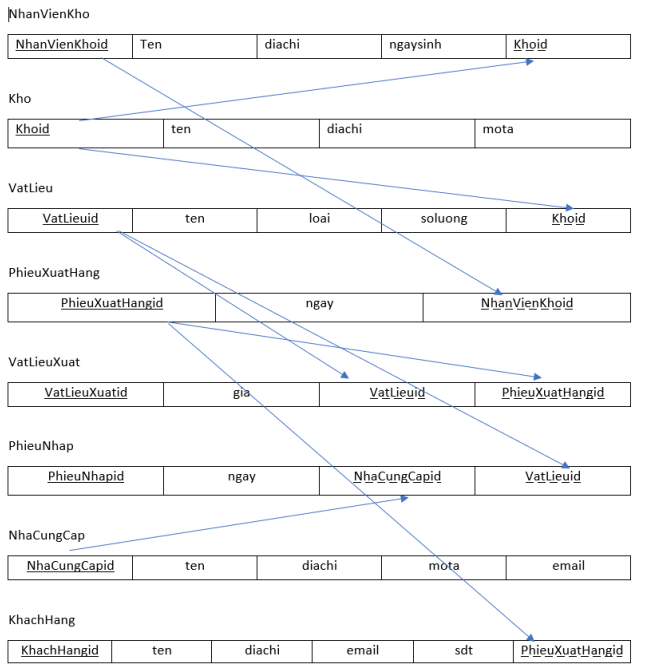 NhanVienKho
NhanVienKhoid Ten diachi ngaysinh Khoid
Kho
Khoid ten diachi mota
VatLieu
VatLieuid ten loai soluong Khoid
PhieuXuatHang
PhieuXuatHangid ngay NhanVienKhoid
VatLieuXuat
VatLieuXuatid gia VatLieuid PhieuXuatHangid
PhieuNhap
PhieuNhapid ngay NhaCungCapid VatLieuid
NhaCungCap
NhaCungCapid ten diachi mota email
KhachHang
KhachHangid ten diachi email sdt PhieuXuatHangid